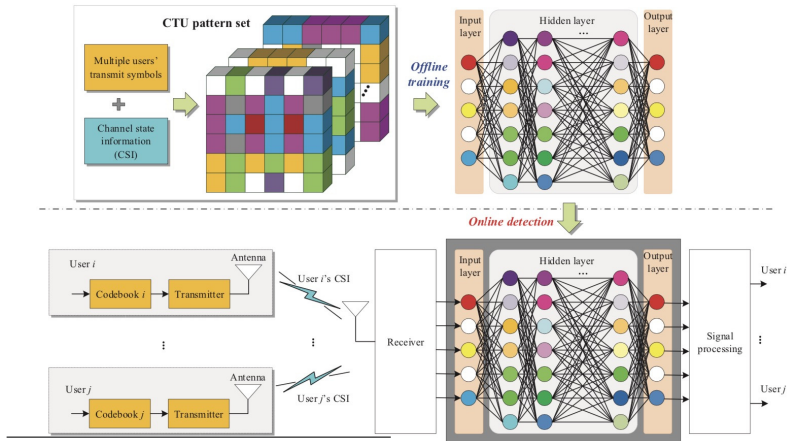 CTU pattern set
Multiple users'
transmit symbols
Channel state
information
(CSI)
Offline
training
Input
layer
Hidden layer
...
Output
layer
Online detection
User i
Antenna
Codebook i
Transmitter
User i's CSI
...
...
User j
Antenna
Codebook j
Transmitter
User j's CSI
Receiver
Input
layer
Hidden layer
...
Output
layer
Signal
processing
User i
...
User j